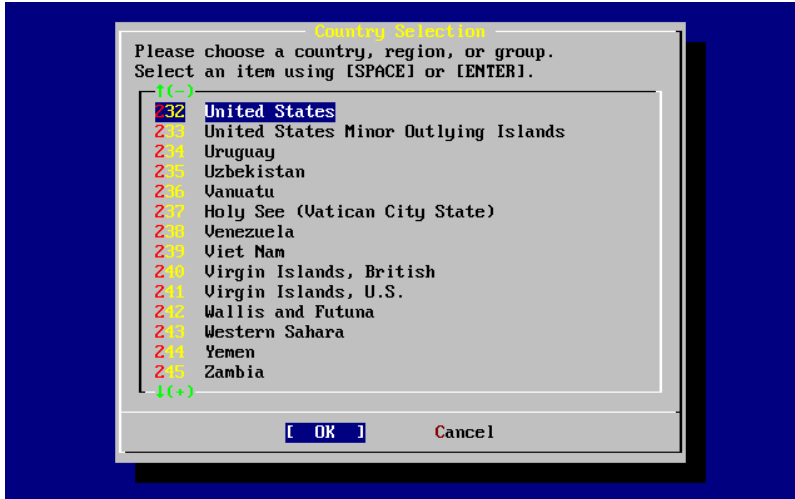 Country Selection
Please choose a country, region, or group.
Select an item using [SPACE] or [ENTER].
↑(-)
232 United States
233 United States Minor Outlying Islands
234 Uruguay
235 Uzbekistan
236 Vanuatu
237 Holy See (Vatican City State)
238 Venezuela
239 Viet Nam
240 Virgin Islands, British
241 Virgin Islands, U.S.
242 Wallis and Futuna
243 Western Sahara
244 Yemen
245 Zambia
↓(+)
[ OK ] Cancel